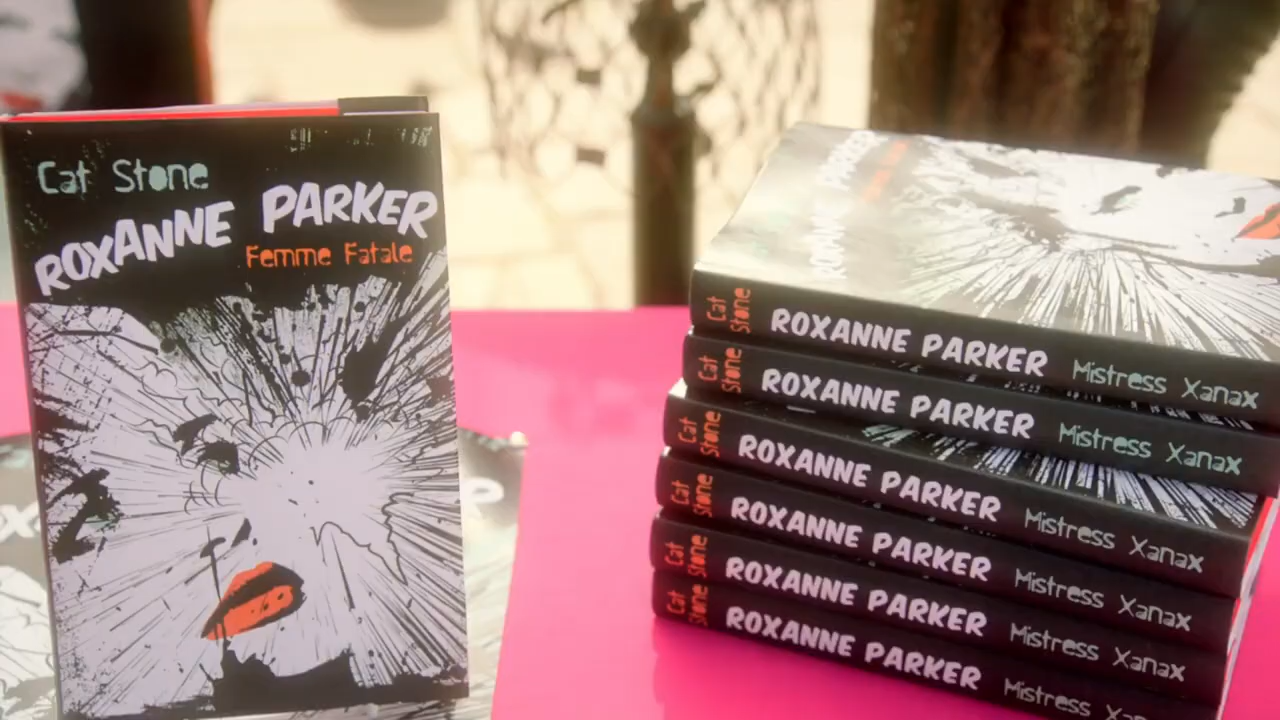 Cat Stone
ROXANNE PARKER
Femme Fatale
ROXANNE PARKER
Cat Stone ROXANNE PARKER Mistress Xanax
Cat Stone ROXANNE PARKER Mistress Xanax
Cat Stone ROXANNE PARKER Mistress Xanax
Cat Stone ROXANNE PARKER Mistress Xanax
Cat Stone ROXANNE PARKER Mistress Xanax
Cat Stone ROXANNE PARKER Mistress